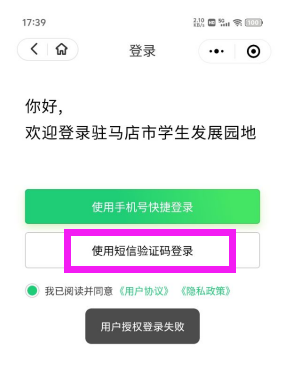 17:39
登录
你好,
欢迎登录驻马店市学生发展园地
使用手机号快捷登录
使用短信验证码登录
我已阅读并同意《用户协议》《隐私政策》
用户授权登录失败